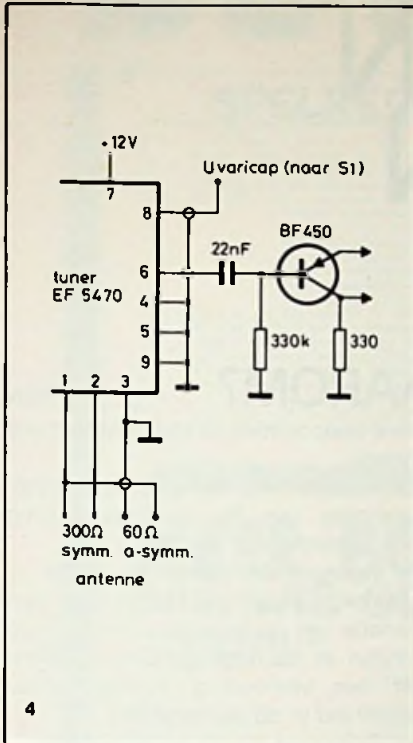 +12V
Uvaricap (naar S1)
7
8
BF450
22nF
6
tuner
EF 5470
4
5
330k
330
9
1 2 3
300Ω 60Ω
symm. a-symm.
antenne
4